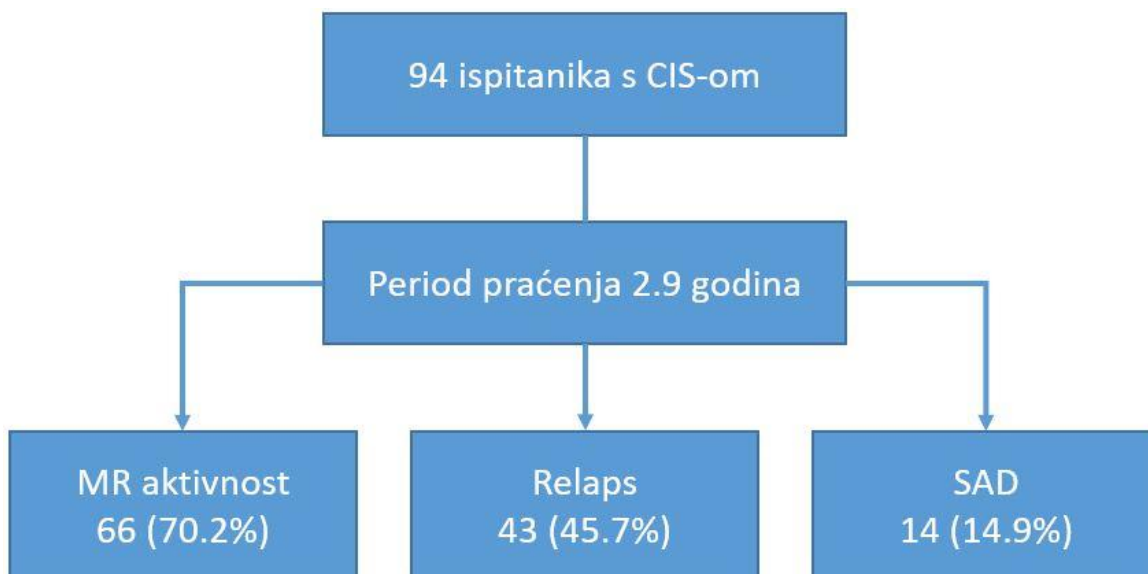 94 ispitanika s CIS-om
Period praćenja 2.9 godina
MR aktivnost
66 (70.2%)
Relaps
43 (45.7%)
SAD
14 (14.9%)